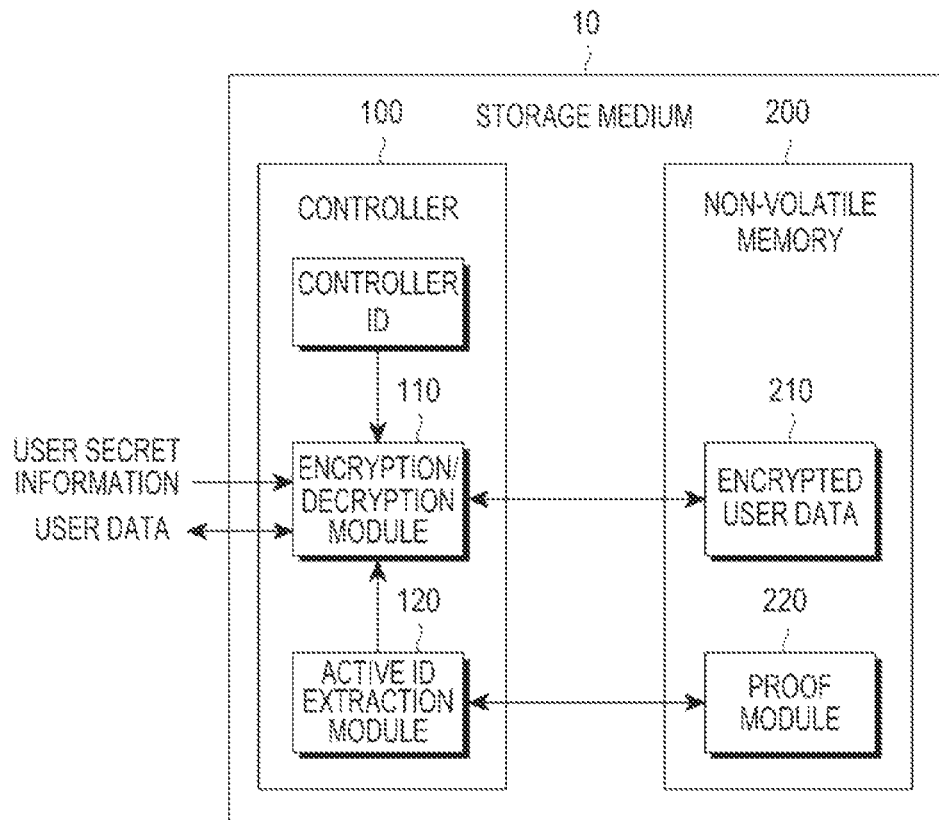 10
STORAGE MEDIUM
100
200
CONTROLLER
NON-VOLATILE
MEMORY
CONTROLLER
ID
110
210
USER SECRET
INFORMATION
USER DATA
ENCRYPTION/
DECRYPTION
MODULE
ENCRYPTED
USER DATA
120
220
ACTIVE ID
EXTRACTION
MODULE
PROOF
MODULE